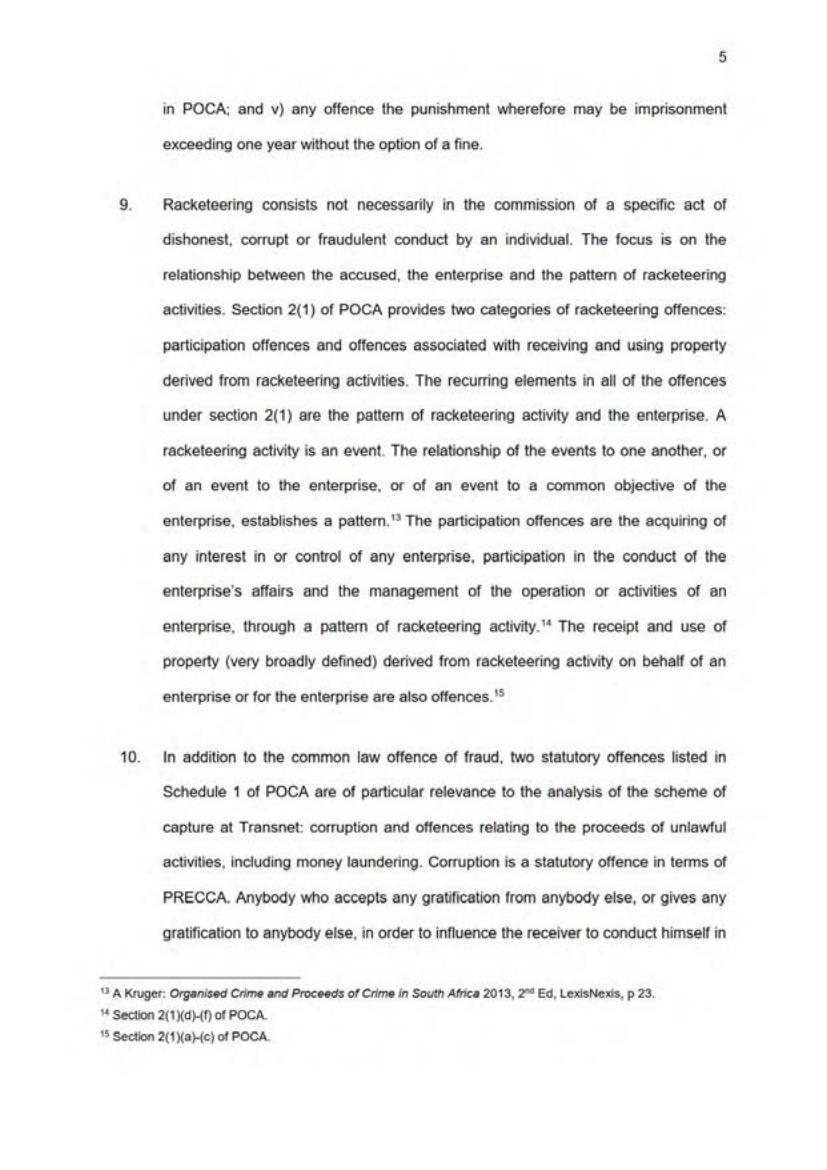 5
in POCA; and v) any offence the punishment wherefore may be imprisonment
exceeding one year without the option of a fine.
9. Racketeering consists not necessarily in the commission of a specific act of
dishonest, corrupt or fraudulent conduct by an individual. The focus is on the
relationship between the accused, the enterprise and the pattern of racketeering
activities. Section 2(1) of POCA provides two categories of racketeering offences:
participation offences and offences associated with receiving and using property
derived from racketeering activities. The recurring elements in all of the offences
under section 2(1) are the pattern of racketeering activity and the enterprise. A
racketeering activity is an event. The relationship of the events to one another, or
of an event to the enterprise, or of an event to a common objective of the
enterprise, establishes a pattern.¹³ The participation offences are the acquiring of
any interest in or control of any enterprise, participation in the conduct of the
enterprise's affairs and the management of the operation or activities of an
enterprise, through a pattern of racketeering activity.¹⁴ The receipt and use of
property (very broadly defined) derived from racketeering activity on behalf of an
enterprise or for the enterprise are also offences.¹⁵
10. In addition to the common law offence of fraud, two statutory offences listed in
Schedule 1 of POCA are of particular relevance to the analysis of the scheme of
capture at Transnet: corruption and offences relating to the proceeds of unlawful
activities, including money laundering. Corruption is a statutory offence in terms of
PRECCA. Anybody who accepts any gratification from anybody else, or gives any
gratification to anybody else, in order to influence the receiver to conduct himself in
¹³ A Kruger: Organised Crime and Proceeds of Crime in South Africa 2013, 2ⁿᵈ Ed, LexisNexis, p 23.
¹⁴ Section 2(1)(d)-(f) of POCA.
¹⁵ Section 2(1)(a)-(c) of POCA.